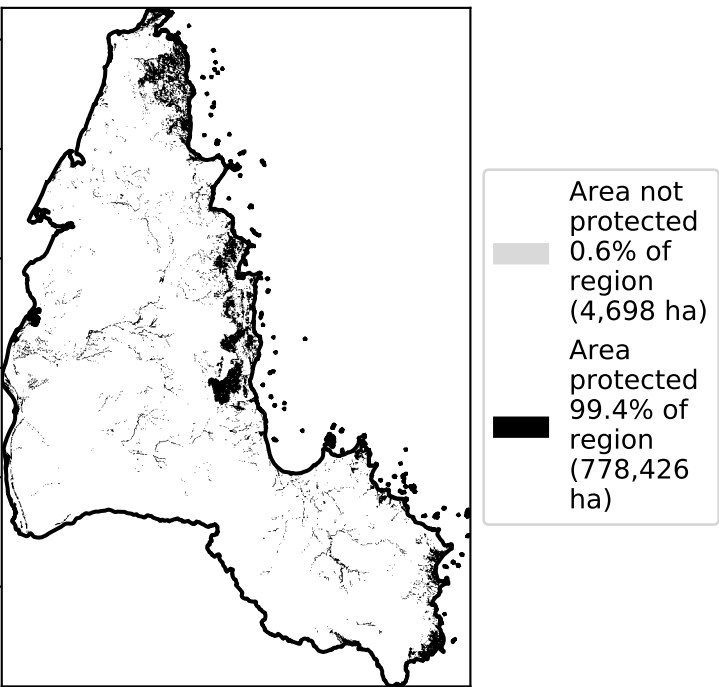 Area not
protected
0.6% of
region
(4,698 ha)
Area
protected
99.4% of
region
(778,426
ha)